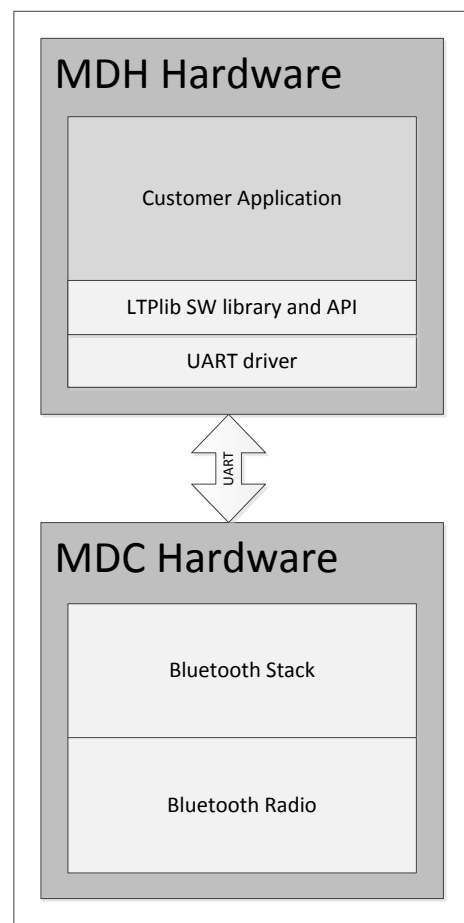 MDH Hardware
Customer Application
LTPlib SW library and API
UART driver
UART
MDC Hardware
Bluetooth Stack
Bluetooth Radio